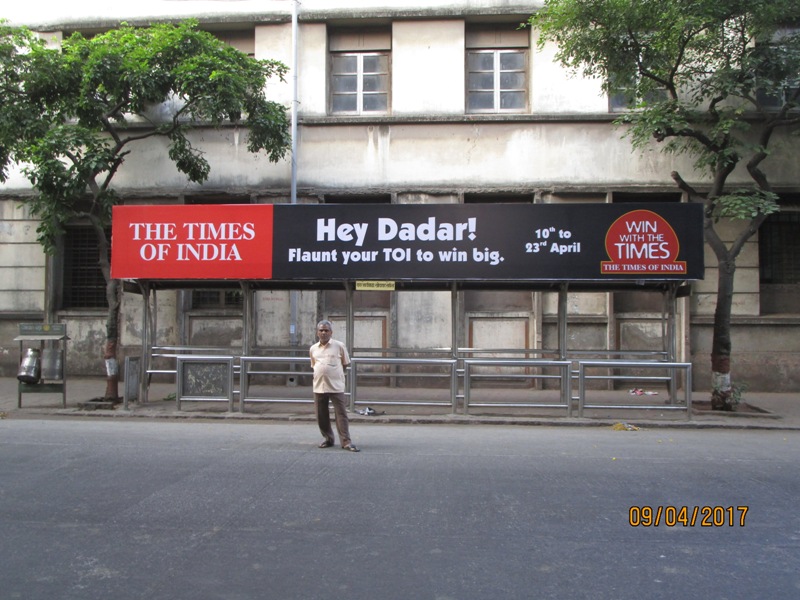 THE TIMES
OF INDIA
Hey Dadar!
Flaunt your TOI to win big.
10th to
23rd April
WIN
WITH THE
TIMES
THE TIMES OF INDIA
09/04/2017